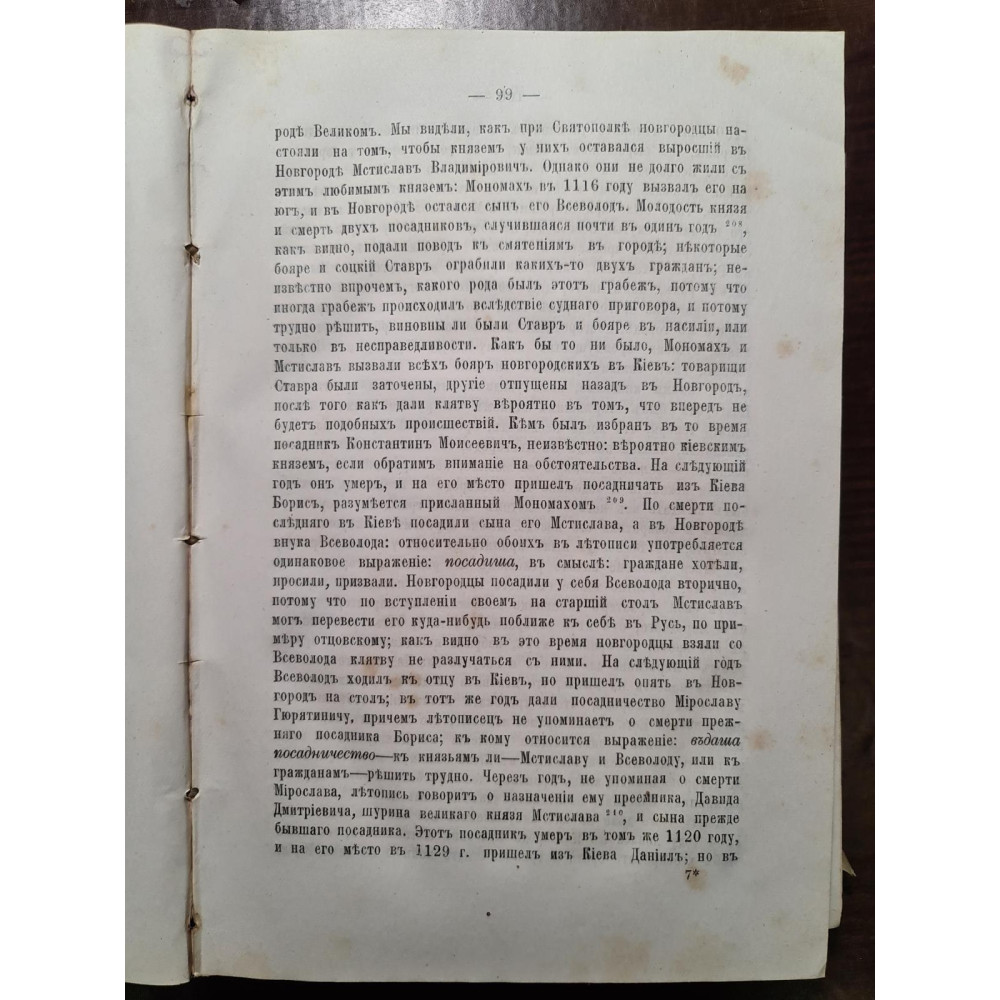 — 99 —
родѣ Великомъ. Мы видѣли, какъ при Святополкѣ новгородцы на-
стояли на томъ, чтобы княземъ у нихъ оставался выросшій въ
Новгородѣ Мстиславъ Владиміровичъ. Однако они не долго жили съ
этимъ любимымъ княземъ: Мономахъ въ 1116 году вызвалъ его на
югъ, и въ Новгородѣ остался сынъ его Всеволодъ. Молодость князя
и смерть двухъ посадниковъ, случившаяся почти въ одинъ годъ ²⁰⁸,
какъ видно, подали поводъ къ смятеніямъ въ городѣ; нѣкоторые
бояре и соцкій Ставръ ограбили какихъ-то двухъ гражданъ; не-
извѣстно впрочемъ, какого рода былъ этотъ грабежъ, потому что
иногда грабежъ происходилъ вслѣдствіе суднаго приговора, и потому
трудно рѣшить, виновны ли были Ставръ и бояре въ насиліи, или
только въ несправедливости. Какъ бы то ни было, Мономахъ и
Мстиславъ вызвали всѣхъ бояръ новгородскихъ въ Кіевъ: товарищи
Ставра были заточены, другіе отпущены назадъ въ Новгородъ,
послѣ того какъ дали клятву вѣроятно въ томъ, что впередъ не
будетъ подобныхъ происшествій. Кѣмъ былъ избранъ въ то время
посадникъ Константинъ Моисеевичъ, неизвѣстно: вѣроятно кіевскимъ
княземъ, если обратимъ вниманіе на обстоятельства. На слѣдующій
годъ онъ умеръ, и на его мѣсто пришелъ посадничать изъ Кіева
Борисъ, разумѣется присланный Мономахомъ ²⁰⁹. По смерти по-
слѣдняго въ Кіевѣ посадили сына его Мстислава, а въ Новгородѣ
внука Всеволода: относительно обоихъ въ лѣтописи употребляется
одинаковое выраженіе: посадиша, въ смыслѣ: граждане хотѣли,
просили, призвали. Новгородцы посадили у себя Всеволода вторично,
потому что по вступленіи своемъ на старшій столъ Мстиславъ
могъ перевести его куда-нибудь поближе къ себѣ въ Русь, по при-
мѣру отцовскому; какъ видно въ это время новгородцы взяли со
Всеволода клятву не разлучаться съ ними. На слѣдующій годъ
Всеволодъ ходилъ къ отцу въ Кіевъ, но пришелъ опять въ Нов-
городъ на столъ; въ тотъ же годъ дали посадничество Мірославу
Гюрятиничу, причемъ лѣтописецъ не упоминаетъ о смерти преж-
няго посадника Бориса; къ кому относится выраженіе: въдаша
посадничество—къ князьямъ ли—Мстиславу и Всеволоду, или къ
гражданамъ—рѣшить трудно. Черезъ годъ, не упоминая о смерти
Мірослава, лѣтопись говоритъ о назначеніи ему преемника, Давида
Дмитріевича, шурина великаго князя Мстислава ²¹⁰, и сына прежде
бывшаго посадника. Этотъ посадникъ умеръ въ томъ же 1120 году,
и на его мѣсто въ 1129 г. пришелъ изъ Кіева Даніилъ; но въ
7*